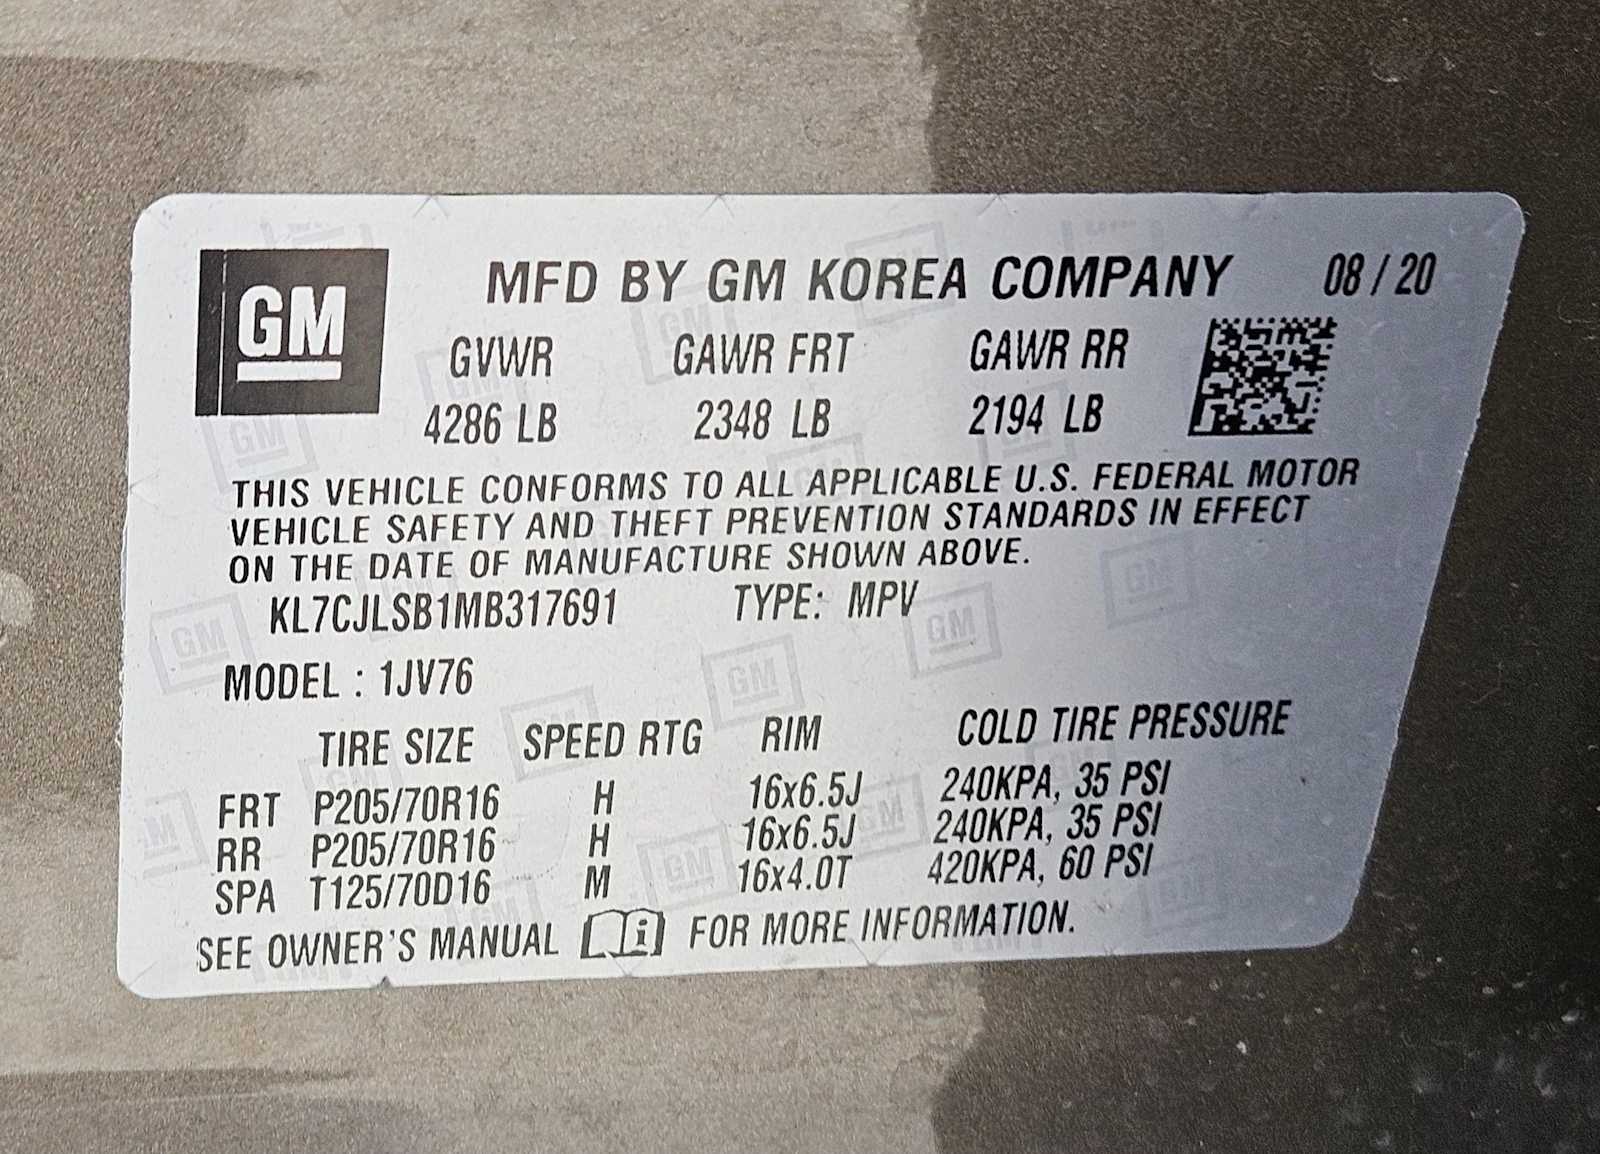 GM
MFD BY GM KOREA COMPANY 08 / 20
GVWR GAWR FRT GAWR RR
4286 LB 2348 LB 2194 LB
THIS VEHICLE CONFORMS TO ALL APPLICABLE U.S. FEDERAL MOTOR
VEHICLE SAFETY AND THEFT PREVENTION STANDARDS IN EFFECT
ON THE DATE OF MANUFACTURE SHOWN ABOVE.
KL7CJLSB1MB317691 TYPE: MPV
MODEL : 1JV76
TIRE SIZE SPEED RTG RIM COLD TIRE PRESSURE
FRT P205/70R16 H 16x6.5J 240KPA, 35 PSI
RR P205/70R16 H 16x6.5J 240KPA, 35 PSI
SPA T125/70D16 M 16x4.0T 420KPA, 60 PSI
SEE OWNER'S MANUAL i FOR MORE INFORMATION.